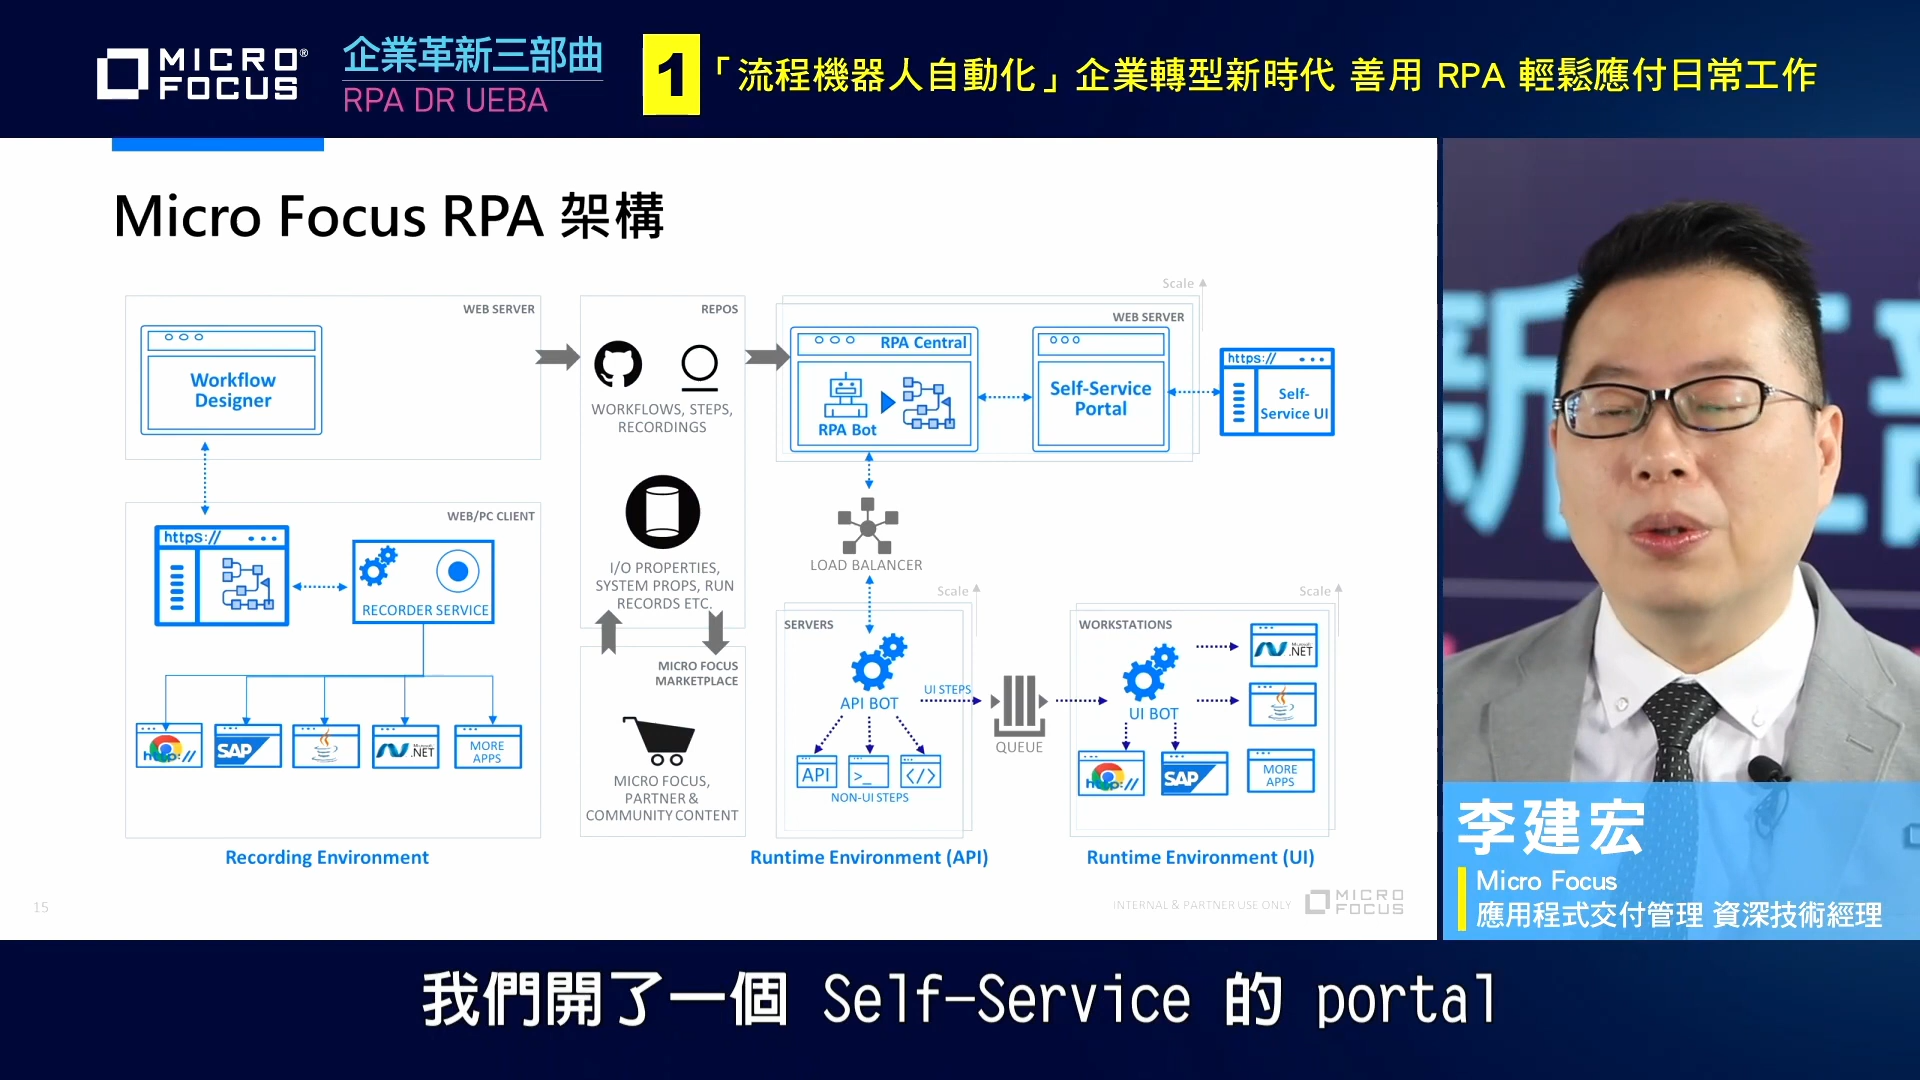 MICRO FOCUS®
企業革新三部曲
RPA DR UEBA
1「流程機器人自動化」企業轉型新時代 善用 RPA 輕鬆應付日常工作
Micro Focus RPA 架構
WEB SERVER
Workflow
Designer
WEB/PC CLIENT
https://
RECORDER SERVICE
http://
SAP
Microsoft .NET
MORE
APPS
Recording Environment
REPOS
WORKFLOWS, STEPS,
RECORDINGS
I/O PROPERTIES,
SYSTEM PROPS, RUN
RECORDS ETC.
MICRO FOCUS
MARKETPLACE
MICRO FOCUS,
PARTNER &
COMMUNITY CONTENT
Scale
WEB SERVER
RPA Central
RPA Bot
Self-Service
Portal
https://
Self-
Service UI
LOAD BALANCER
Scale
SERVERS
API BOT
UI STEPS
API
>_
</>
NON-UI STEPS
QUEUE
Runtime Environment (API)
Scale
WORKSTATIONS
UI BOT
Microsoft .NET
http://
SAP
MORE
APPS
Runtime Environment (UI)
15
INTERNAL & PARTNER USE ONLY
MICRO FOCUS
新三部
李建宏
Micro Focus
應用程式交付管理 資深技術經理
我們開了一個 Self-Service 的 portal